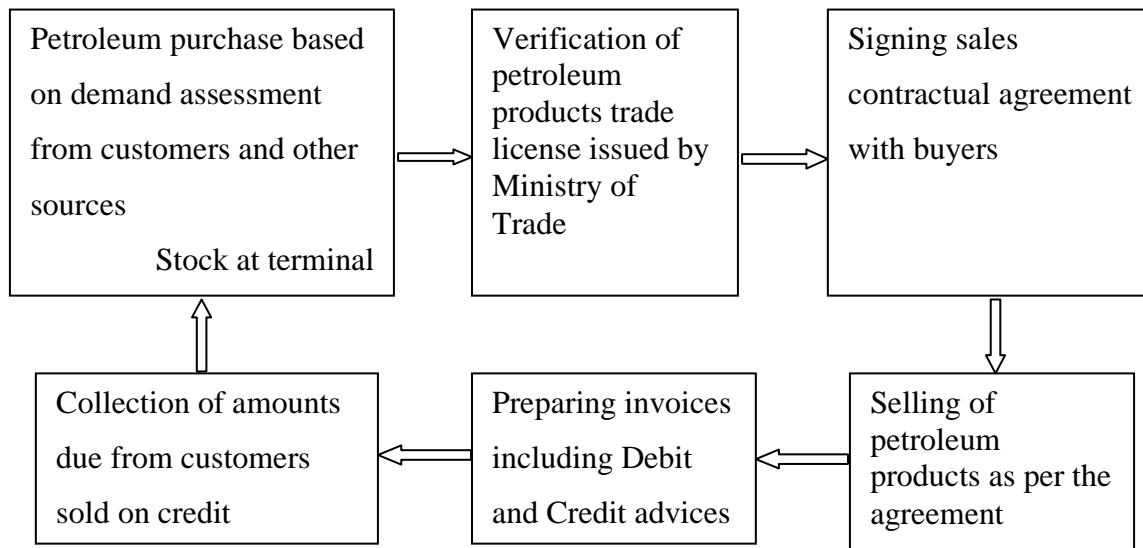 Petroleum purchase based
on demand assessment
from customers and other
sources
Stock at terminal
Verification of
petroleum
products trade
license issued by
Ministry of
Trade
Signing sales
contractual agreement
with buyers
Selling of
petroleum
products as per the
agreement
Preparing invoices
including Debit
and Credit advices
Collection of amounts
due from customers
sold on credit